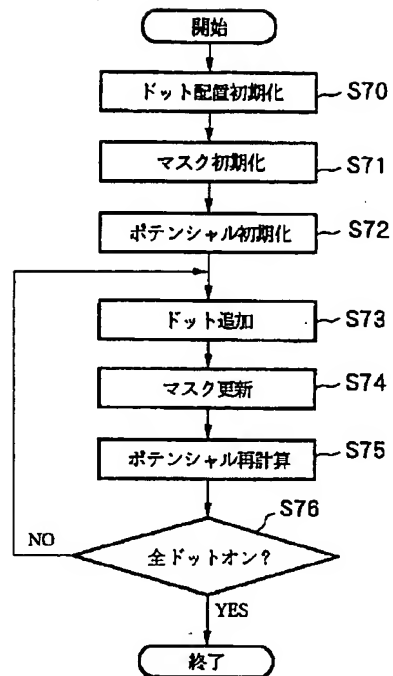 開始
ドット配置初期化
S70
マスク初期化
S71
ポテンシャル初期化
S72
ドット追加
S73
マスク更新
S74
ポテンシャル再計算
S75
S76
全ドットオン?
NO
YES
終了